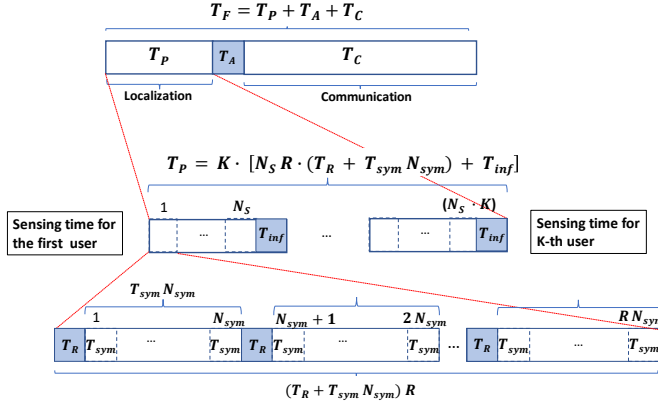 T_F = T_P + T_A + T_C
T_P T_A T_C
Localization Communication
T_P = K · [N_S R · (T_R + T_sym N_sym) + T_inf]
1 N_S (N_S · K)
Sensing time for
the first user
... T_inf ... ... T_inf
Sensing time for
K-th user
T_sym N_sym
1 N_sym N_sym + 1 2 N_sym R N_sym
T_R T_sym ... T_sym T_R T_sym ... T_sym ... T_R T_sym ... T_sym
(T_R + T_sym N_sym) R